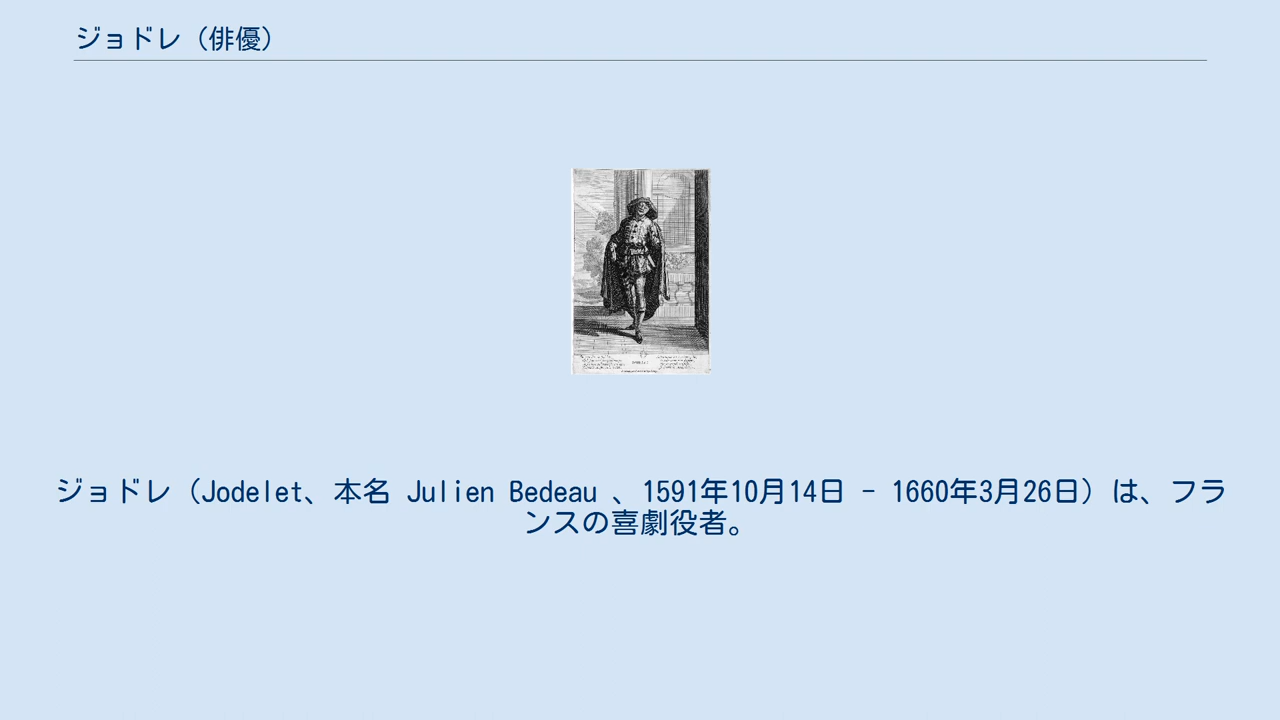 ジョドレ（俳優）
ジョドレ（Jodelet、本名 Julien Bedeau 、1591年10月14日 - 1660年3月26日）は、フラ
ンスの喜劇役者。